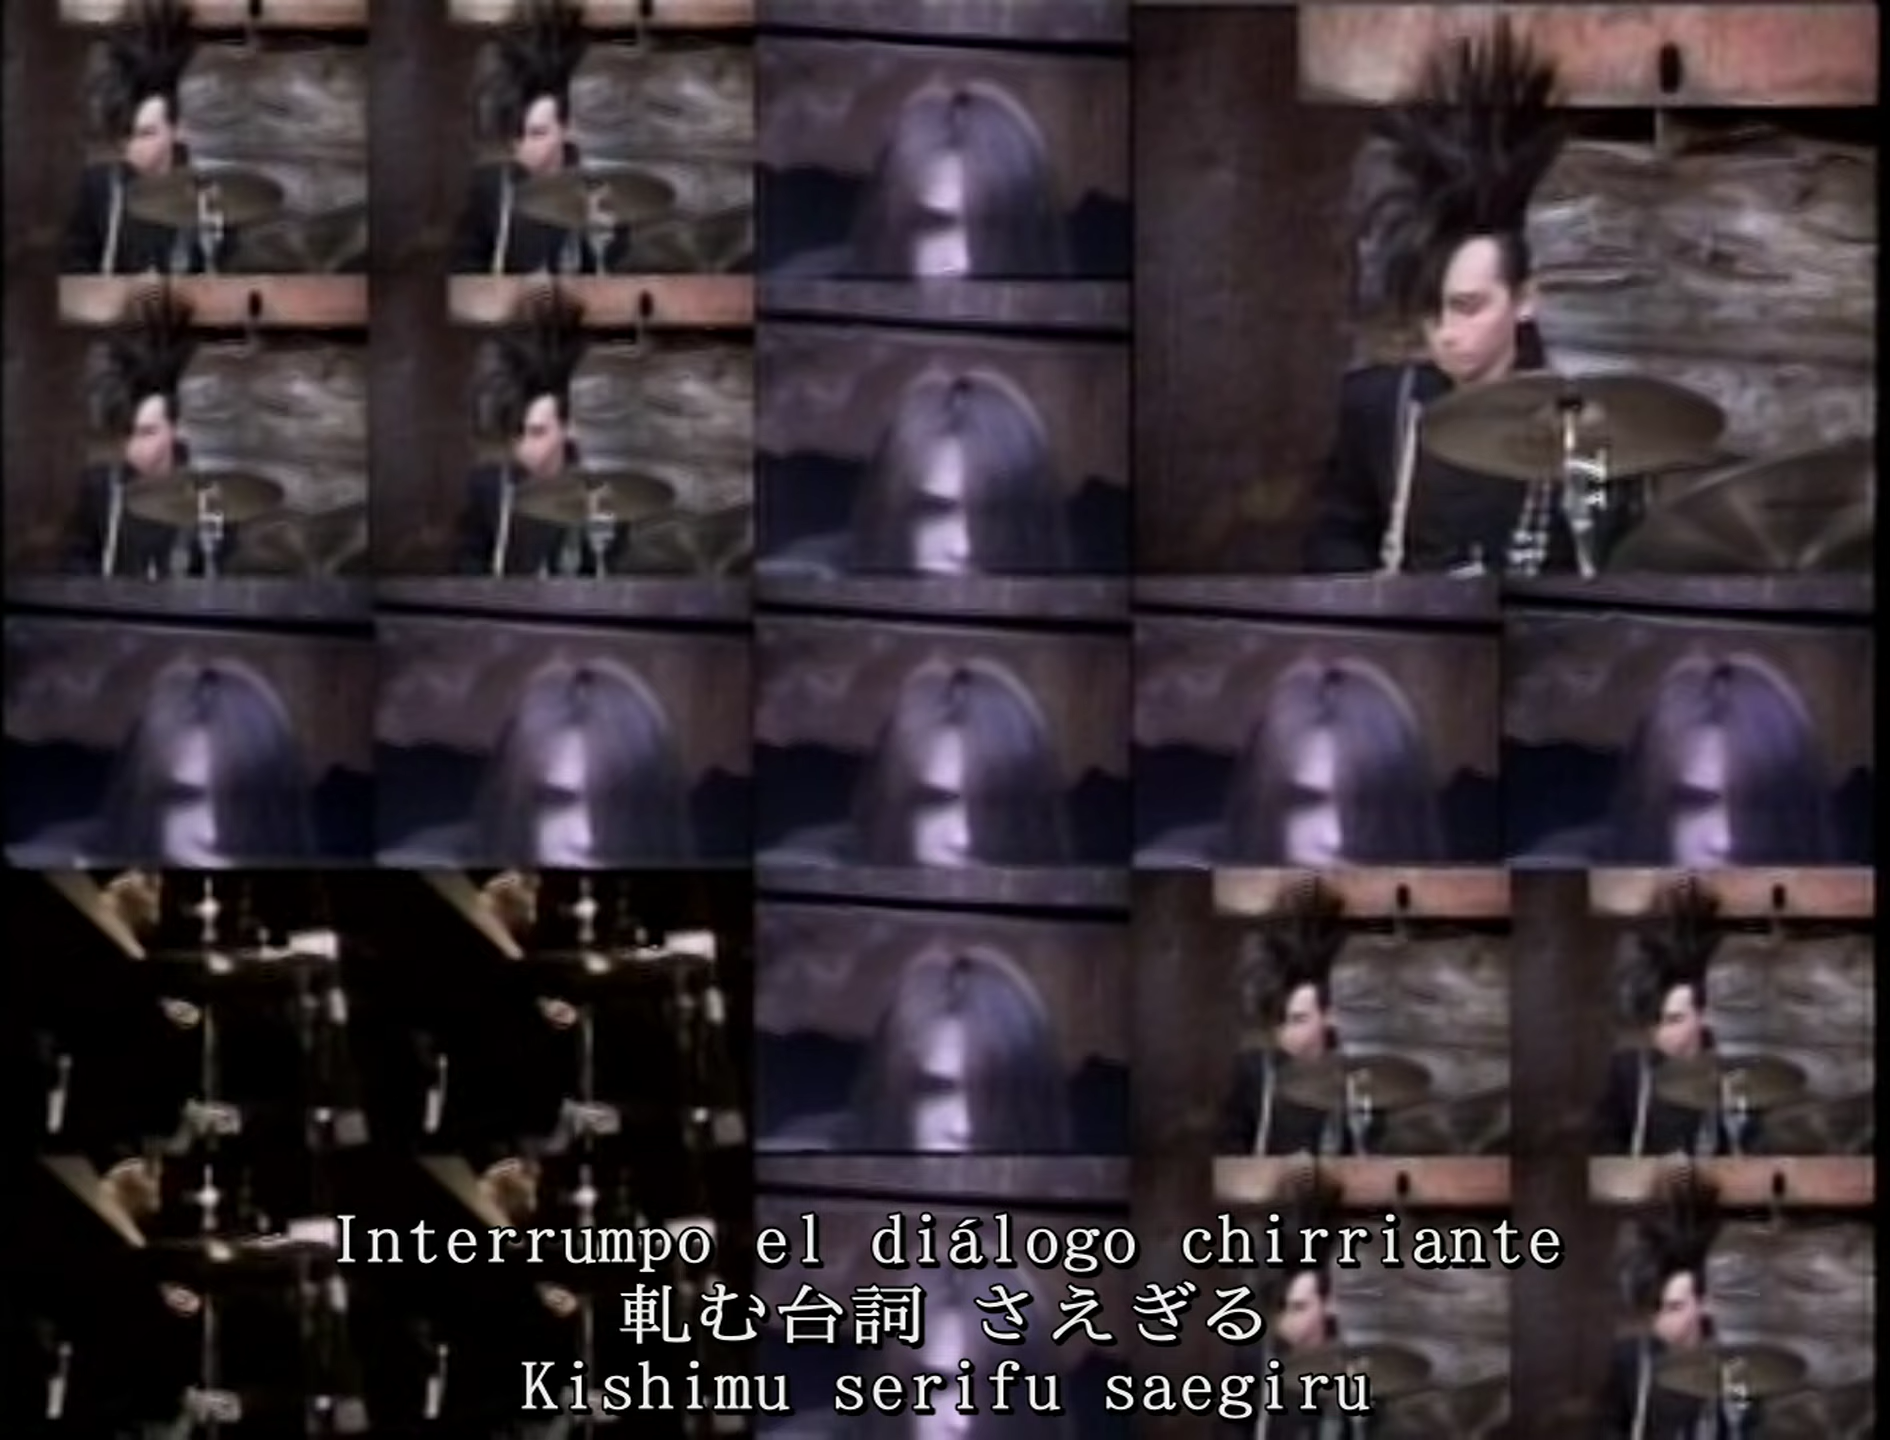 Interrumpo el diálogo chirriante
軋む台詞 さえぎる
Kishimu serifu saegiru